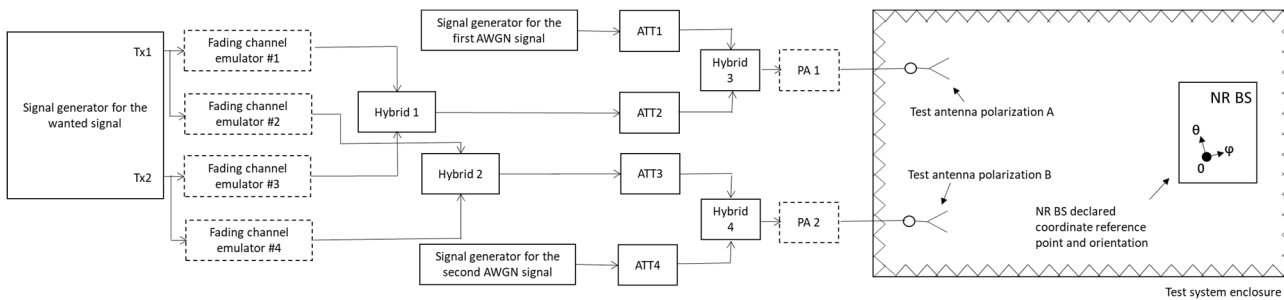 Signal generator for the
wanted signal
Tx1
Tx2
Fading channel
emulator #1
Fading channel
emulator #2
Fading channel
emulator #3
Fading channel
emulator #4
Hybrid 1
Hybrid 2
Signal generator for the
first AWGN signal
Signal generator for the
second AWGN signal
ATT1
ATT2
ATT3
ATT4
Hybrid
3
Hybrid
4
PA 1
PA 2
Test antenna polarization A
Test antenna polarization B
NR BS
θ
φ
0
NR BS declared
coordinate reference
point and orientation
Test system enclosure